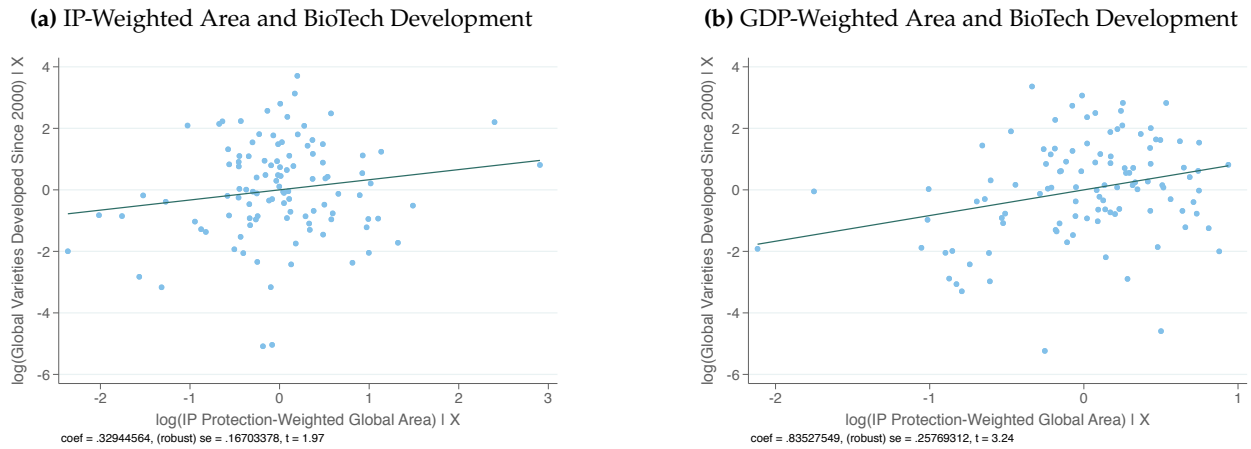 (a) IP-Weighted Area and BioTech Development
log(Global Varieties Developed Since 2000) | X
4
2
0
-2
-4
-6
-2
-1
0
1
2
3
log(IP Protection-Weighted Global Area) | X
coef = .32944564, (robust) se = .16703378, t = 1.97
(b) GDP-Weighted Area and BioTech Development
log(Global Varieties Developed Since 2000) | X
4
2
0
-2
-4
-6
-2
-1
0
1
log(IP Protection-Weighted Global Area) | X
coef = .83527549, (robust) se = .25769312, t = 3.24